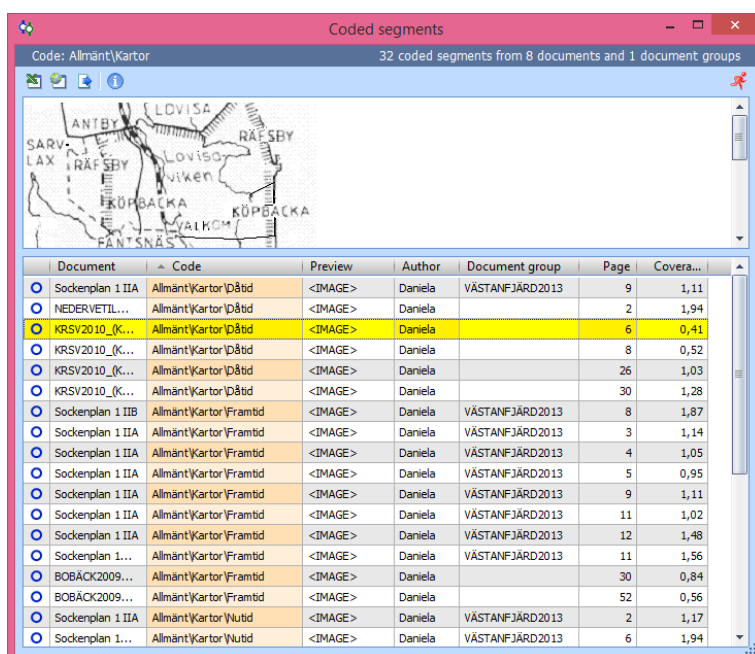 Coded segments
Code: Allmänt\Kartor 32 coded segments from 8 documents and 1 document groups
LOVISA
ANTBY
RÄFSBY
SARV-
LAX
RÄFSBY
Lovisa-
viken
KÖPBACKA
KÖPBACKA
VALKOM
FANTSNÄS
Document Code Preview Author Document group Page Covera...
Sockenplan 1 IIA Allmänt\Kartor\Dåtid <IMAGE> Daniela VÄSTANFJÄRD2013 9 1,11
NEDERVETIL... Allmänt\Kartor\Dåtid <IMAGE> Daniela 2 1,94
KRSV2010_(K... Allmänt\Kartor\Dåtid <IMAGE> Daniela 6 0,41
KRSV2010_(K... Allmänt\Kartor\Dåtid <IMAGE> Daniela 8 0,52
KRSV2010_(K... Allmänt\Kartor\Dåtid <IMAGE> Daniela 26 1,03
KRSV2010_(K... Allmänt\Kartor\Dåtid <IMAGE> Daniela 30 1,28
Sockenplan 1 IIB Allmänt\Kartor\Framtid <IMAGE> Daniela VÄSTANFJÄRD2013 8 1,87
Sockenplan 1 IIA Allmänt\Kartor\Framtid <IMAGE> Daniela VÄSTANFJÄRD2013 3 1,14
Sockenplan 1 IIA Allmänt\Kartor\Framtid <IMAGE> Daniela VÄSTANFJÄRD2013 4 1,05
Sockenplan 1 IIA Allmänt\Kartor\Framtid <IMAGE> Daniela VÄSTANFJÄRD2013 5 0,95
Sockenplan 1 IIA Allmänt\Kartor\Framtid <IMAGE> Daniela VÄSTANFJÄRD2013 9 1,11
Sockenplan 1 IIA Allmänt\Kartor\Framtid <IMAGE> Daniela VÄSTANFJÄRD2013 11 1,02
Sockenplan 1 IIA Allmänt\Kartor\Framtid <IMAGE> Daniela VÄSTANFJÄRD2013 12 1,48
Sockenplan 1... Allmänt\Kartor\Framtid <IMAGE> Daniela VÄSTANFJÄRD2013 11 1,56
BOBÄCK2009... Allmänt\Kartor\Framtid <IMAGE> Daniela 30 0,84
BOBÄCK2009... Allmänt\Kartor\Framtid <IMAGE> Daniela 52 0,56
Sockenplan 1 IIA Allmänt\Kartor\Nutid <IMAGE> Daniela VÄSTANFJÄRD2013 2 1,17
Sockenplan 1... Allmänt\Kartor\Nutid <IMAGE> Daniela VÄSTANFJÄRD2013 6 1,94